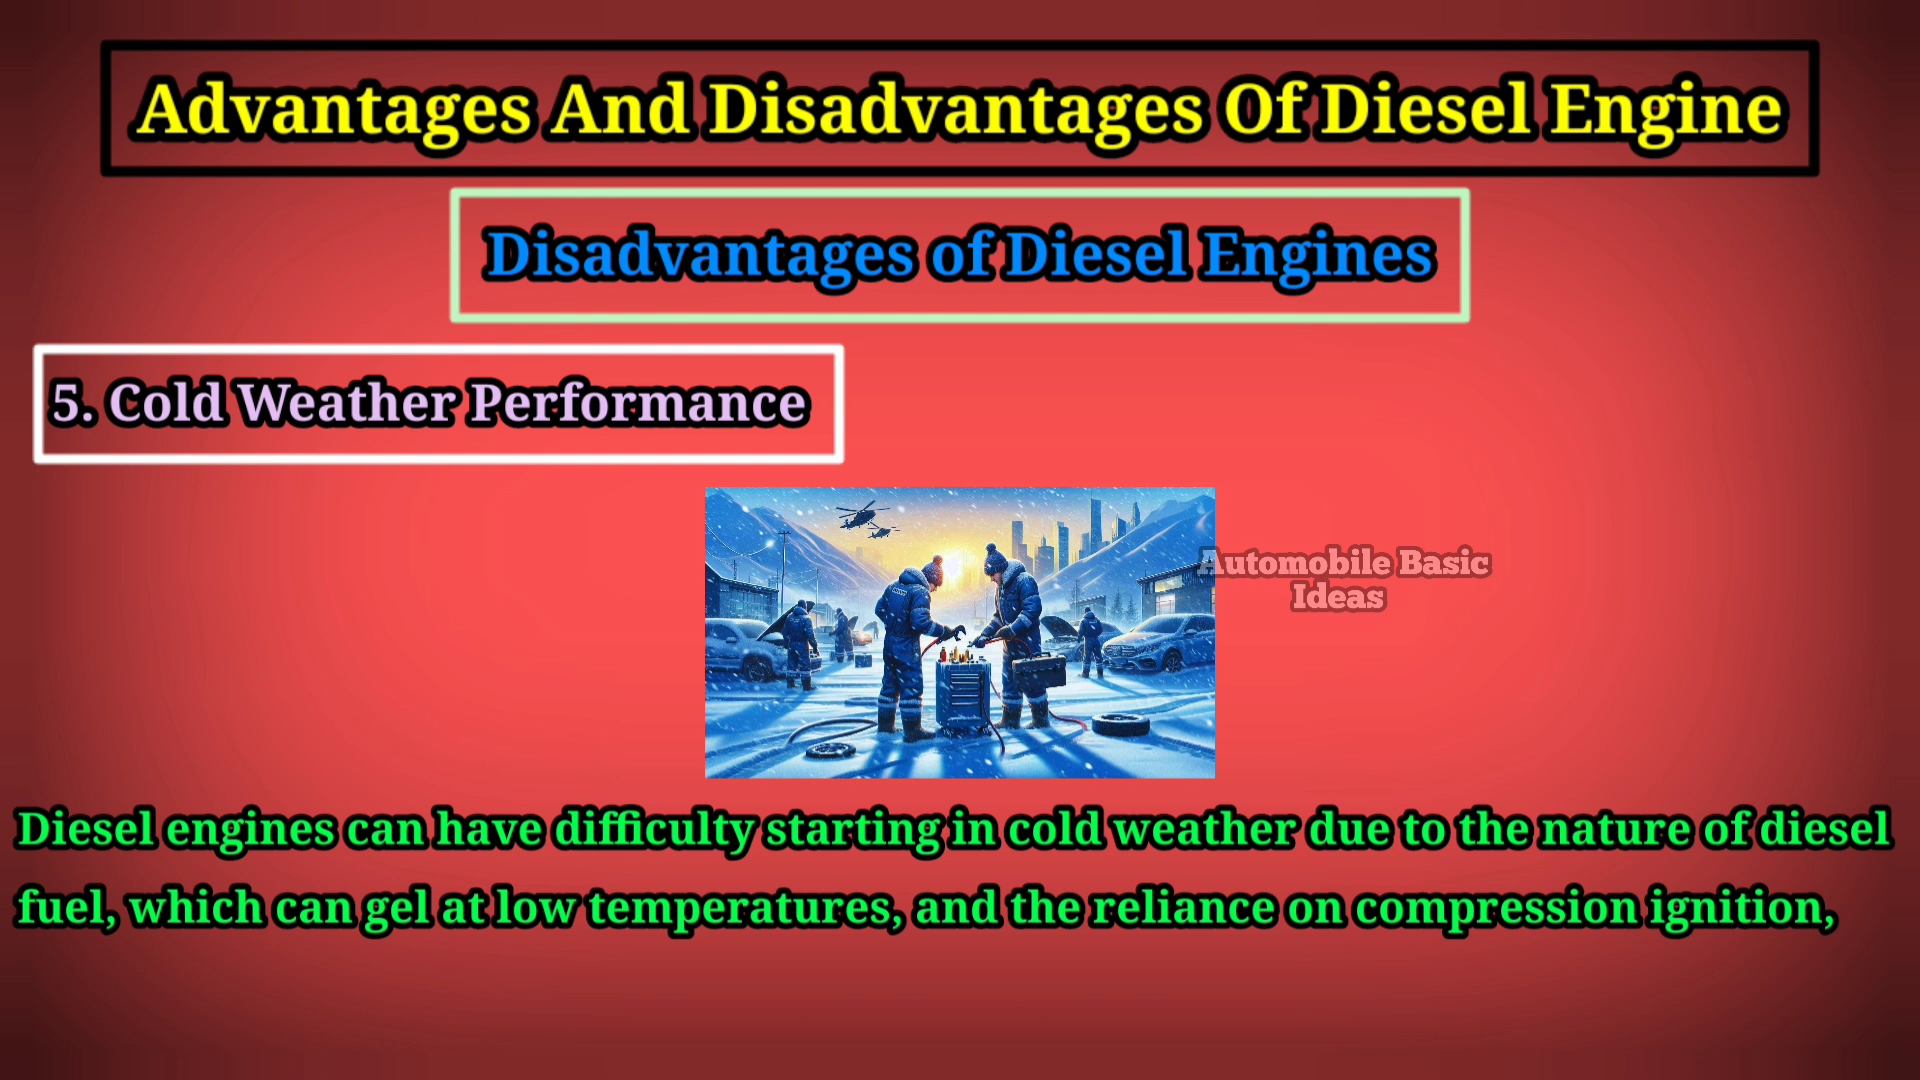 Advantages And Disadvantages Of Diesel Engine
Disadvantages of Diesel Engines
5. Cold Weather Performance
Automobile Basic
Ideas
Diesel engines can have difficulty starting in cold weather due to the nature of diesel
fuel, which can gel at low temperatures, and the reliance on compression ignition,